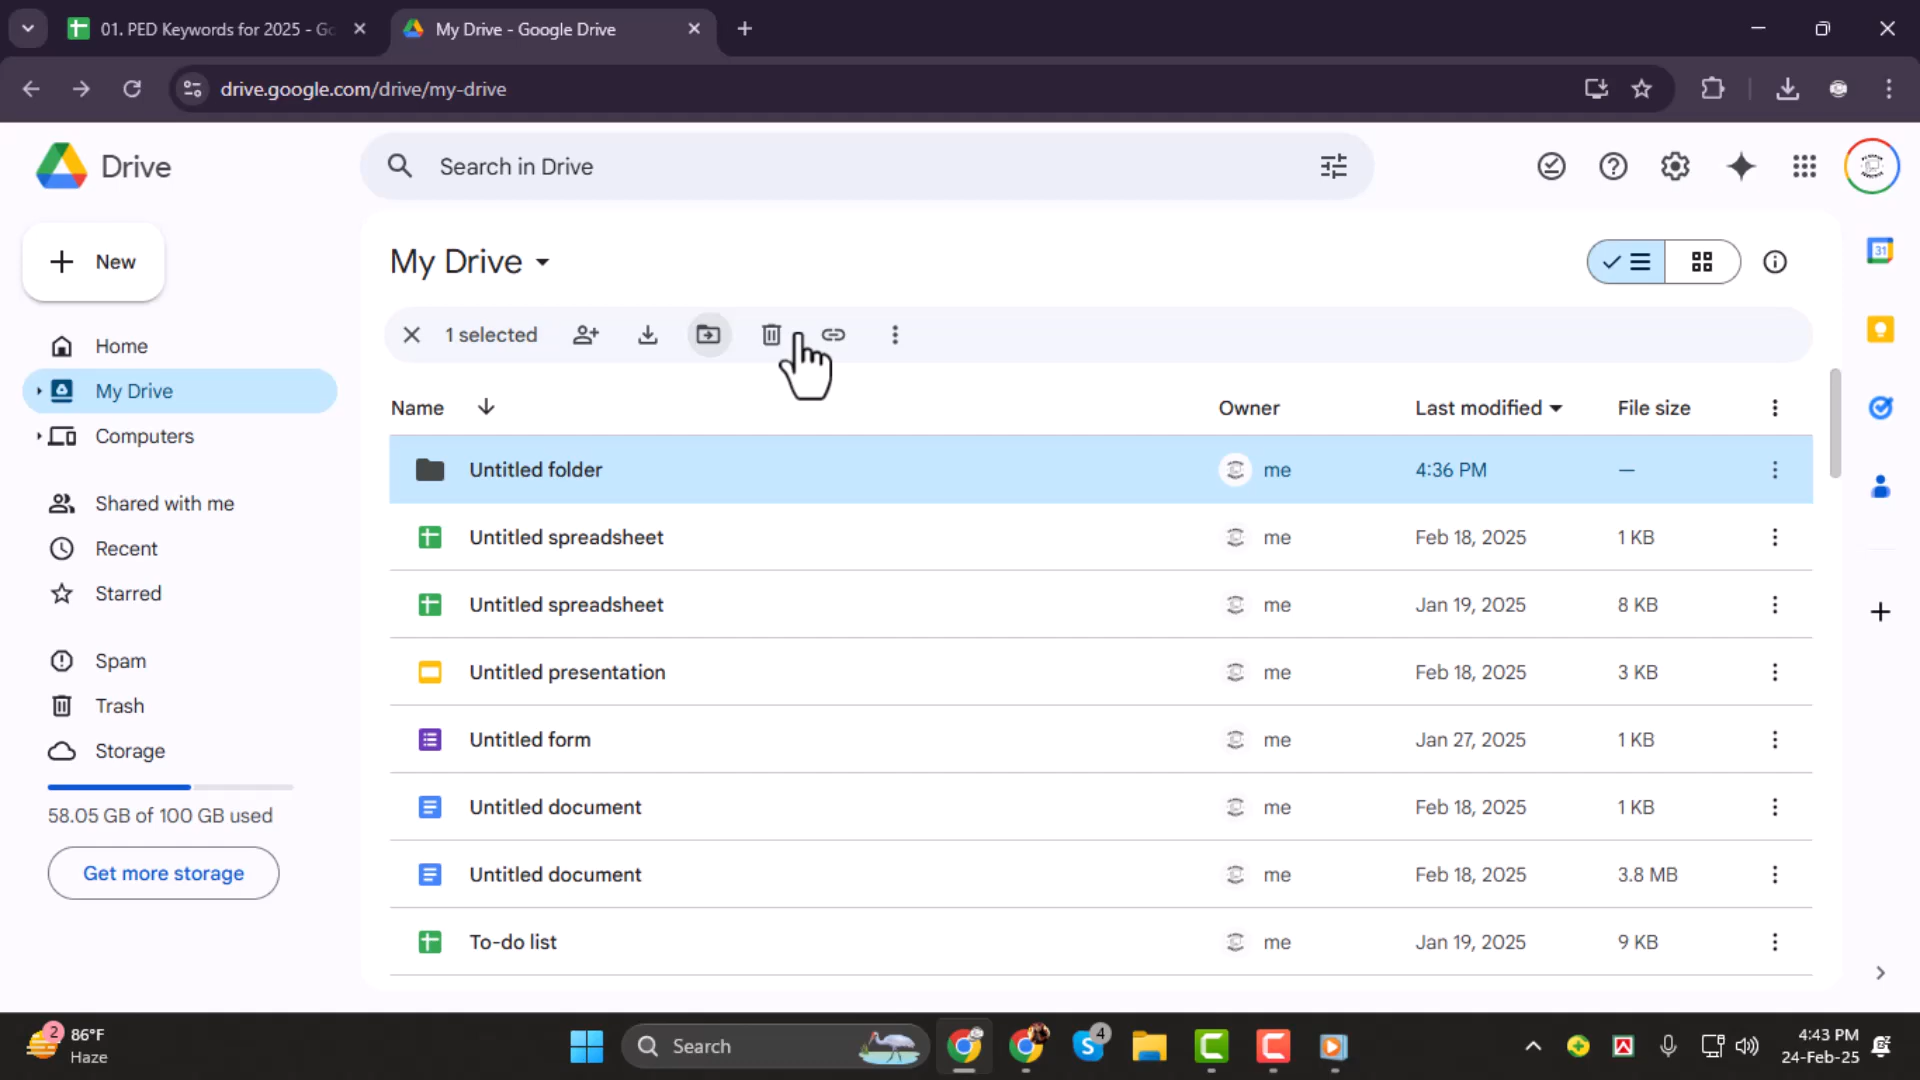 01. PED Keywords for 2025 - Go
My Drive - Google Drive
drive.google.com/drive/my-drive
Drive
Search in Drive
New
My Drive
1 selected
Home
My Drive
Computers
Shared with me
Recent
Starred
Spam
Trash
Storage
58.05 GB of 100 GB used
Get more storage
Name Owner Last modified File size
Untitled folder me 4:36 PM —
Untitled spreadsheet me Feb 18, 2025 1 KB
Untitled spreadsheet me Jan 19, 2025 8 KB
Untitled presentation me Feb 18, 2025 3 KB
Untitled form me Jan 27, 2025 1 KB
Untitled document me Feb 18, 2025 1 KB
Untitled document me Feb 18, 2025 3.8 MB
To-do list me Jan 19, 2025 9 KB
31
2
86°F
Haze
Search
4
4:43 PM
24-Feb-25